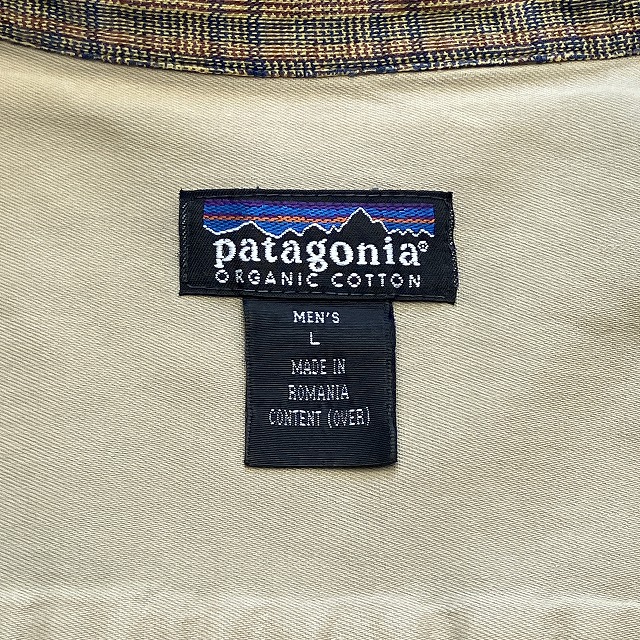 patagonia®
ORGANIC COTTON
MEN'S
L
MADE IN
ROMANIA
CONTENT (OVER)